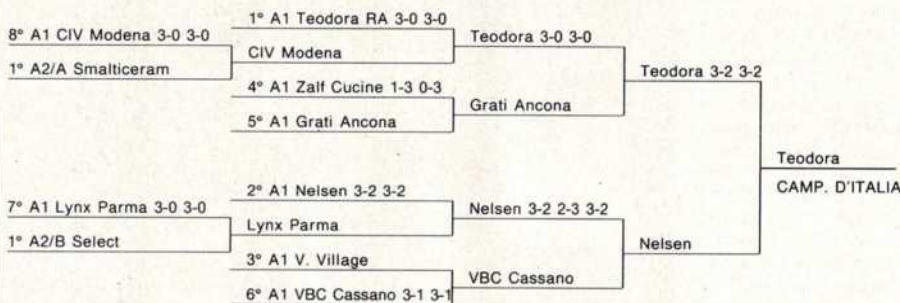 1° A1 Teodora RA 3-0 3-0
8° A1 CIV Modena 3-0 3-0
Teodora 3-0 3-0
CIV Modena
1° A2/A Smalticeram
Teodora 3-2 3-2
4° A1 Zalf Cucine 1-3 0-3
Grati Ancona
5° A1 Grati Ancona
Teodora
CAMP. D'ITALIA
2° A1 Nelsen 3-2 3-2
7° A1 Lynx Parma 3-0 3-0
Nelsen 3-2 2-3 3-2
Lynx Parma
1° A2/B Select
Nelsen
3° A1 V. Village
VBC Cassano
6° A1 VBC Cassano 3-1 3-1